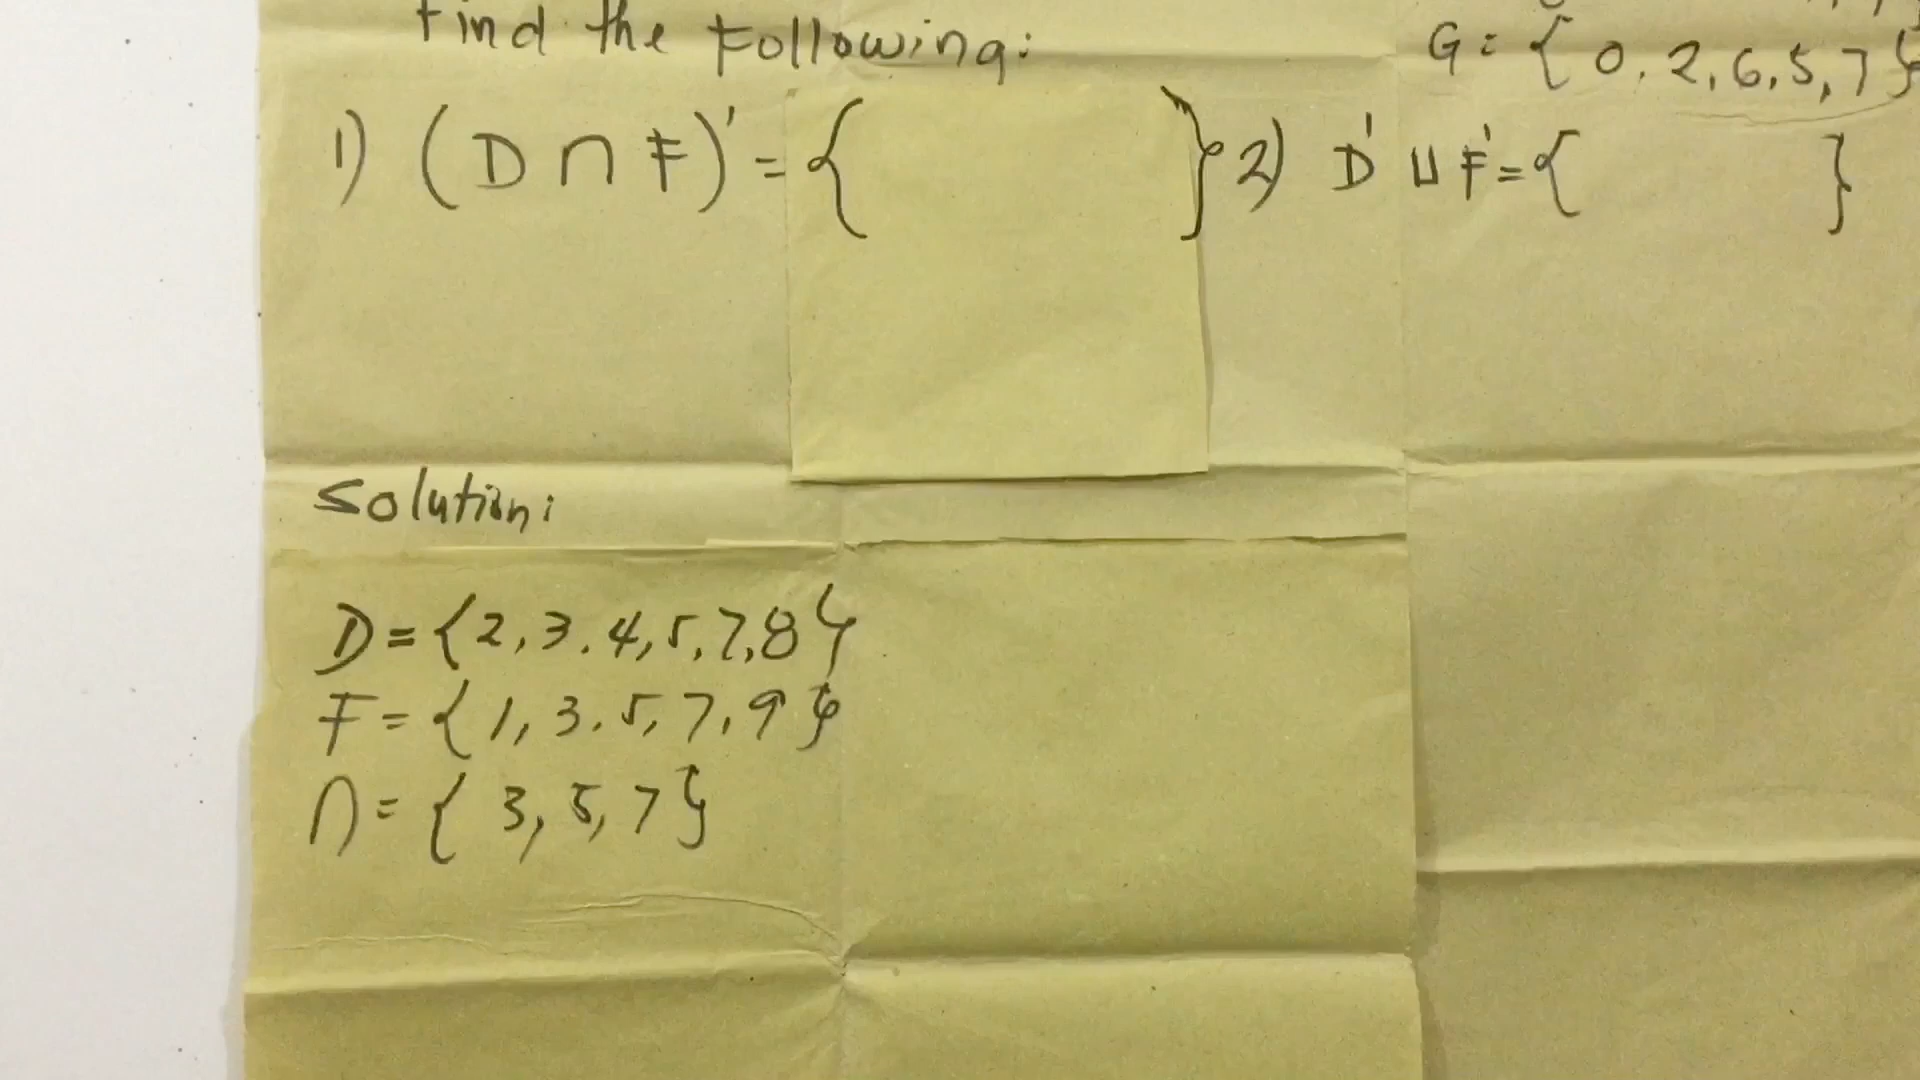 Find the Following:
G = { 0, 2, 6, 5, 7 }
1) (D ∩ F)' = { }
2) D' ⊔ F' = { }
Solution:
D = { 2, 3, 4, 5, 7, 8 }
F = { 1, 3, 5, 7, 9 }
∩ = { 3, 5, 7 }